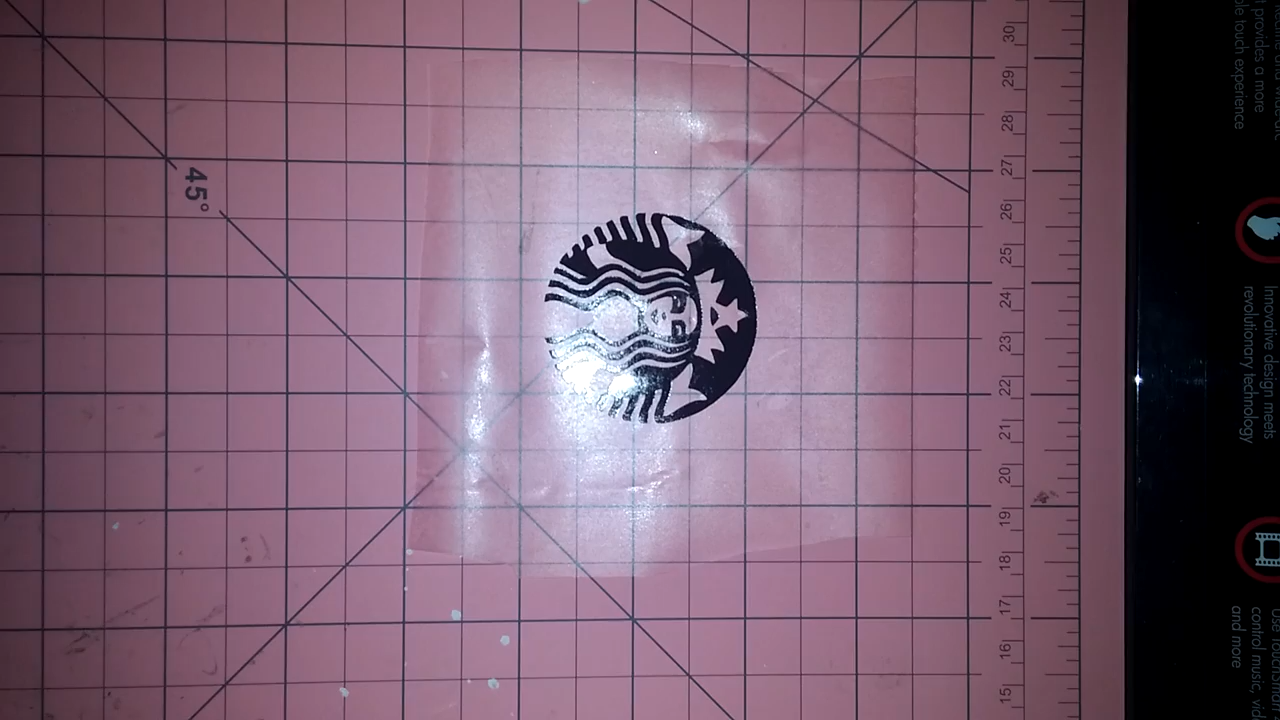 45°
30
29
28
27
26
25
24
23
22
21
20
19
18
17
16
15
provides a more
touch experience
Innovative design meets
revolutionary technology
control music,
and more